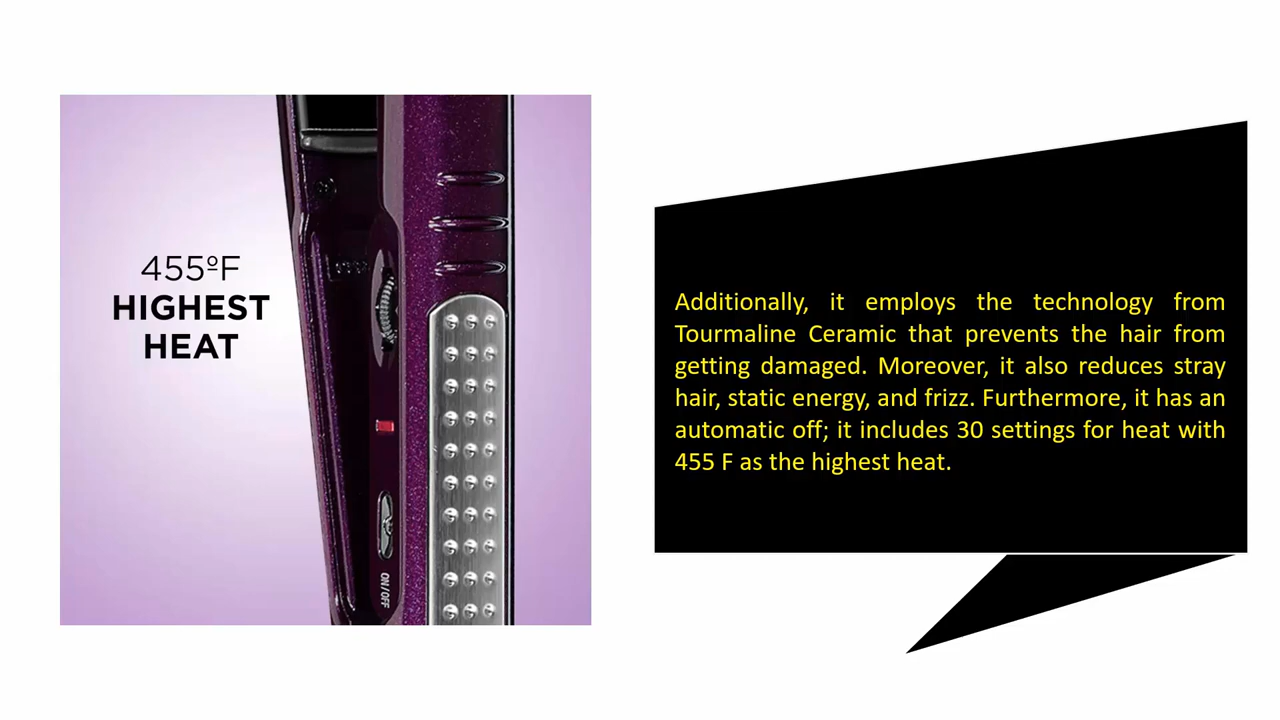 455ºF
HIGHEST
HEAT
ON/OFF
Additionally, it employs the technology from
Tourmaline Ceramic that prevents the hair from
getting damaged. Moreover, it also reduces stray
hair, static energy, and frizz. Furthermore, it has an
automatic off; it includes 30 settings for heat with
455 F as the highest heat.